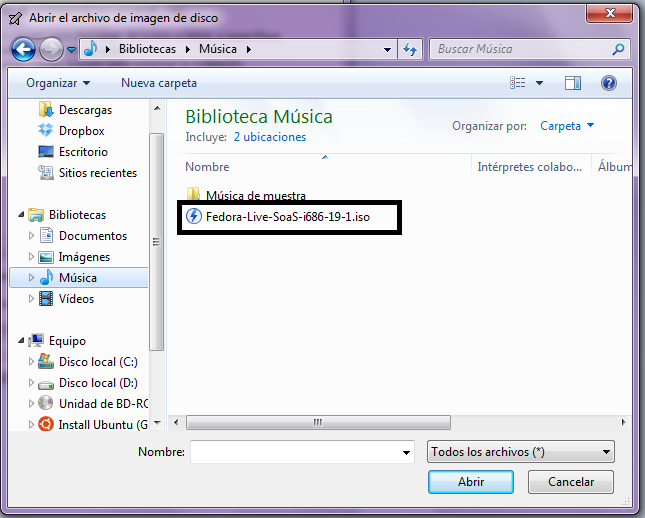 Abrir el archivo de imagen de disco
Bibliotecas Música
Buscar Música
Organizar Nueva carpeta
Descargas
Dropbox
Escritorio
Sitios recientes
Bibliotecas
Documentos
Imágenes
Música
Vídeos
Equipo
Disco local (C:)
Disco local (D:)
Unidad de BD-RO
Install Ubuntu (G
Biblioteca Música
Incluye: 2 ubicaciones
Organizar por: Carpeta
Nombre Intérpretes colabo... Álbum
Música de muestra
Fedora-Live-SoaS-i686-19-1.iso
Nombre:
Todos los archivos (*)
Abrir Cancelar